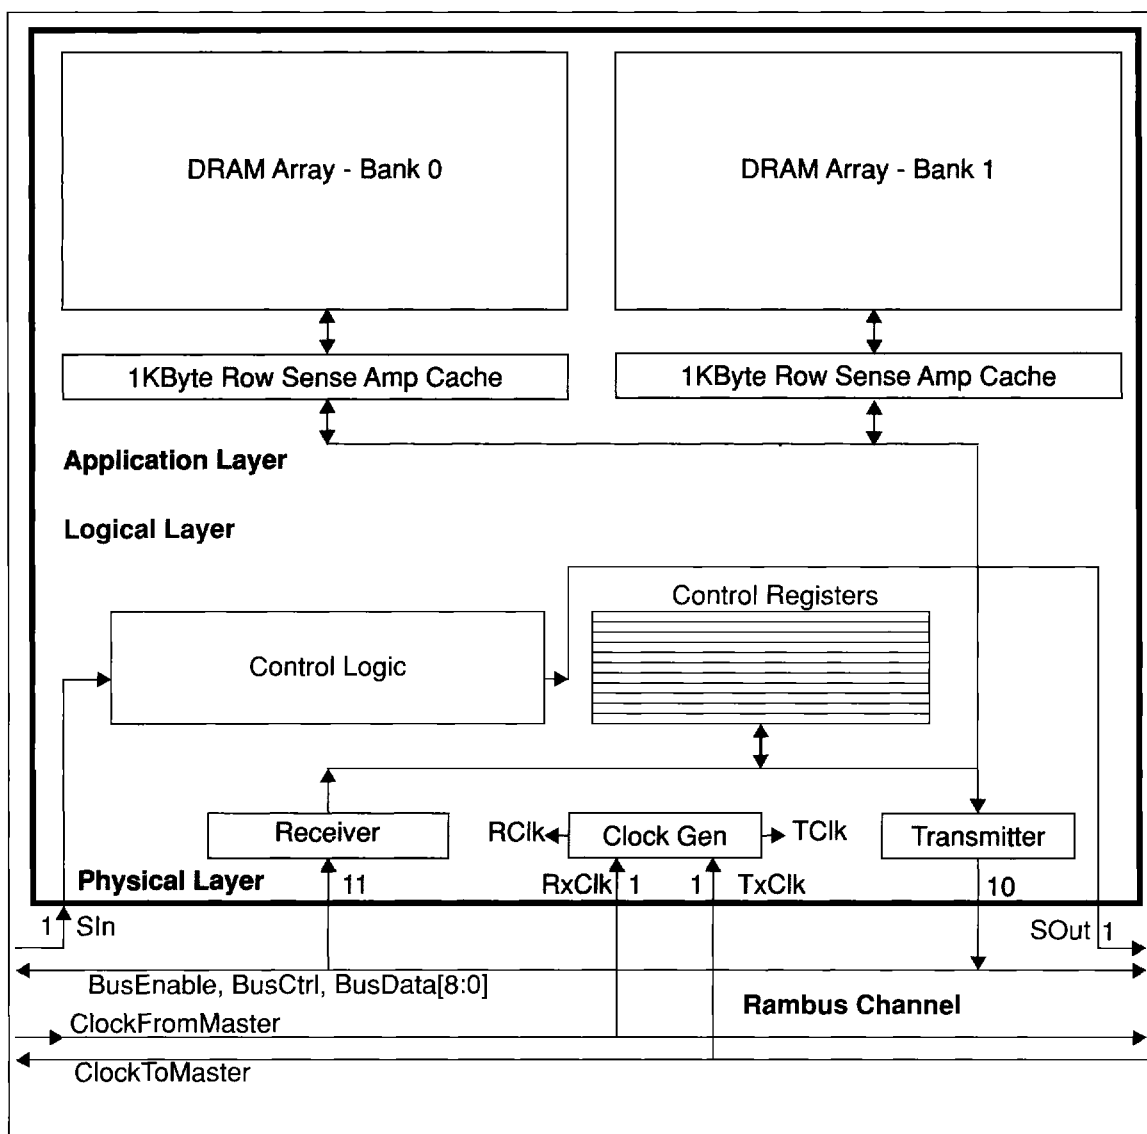 DRAM Array - Bank 0
DRAM Array - Bank 1
1KByte Row Sense Amp Cache
1KByte Row Sense Amp Cache
Application Layer
Logical Layer
Control Registers
Control Logic
Receiver
RClk
Clock Gen
TClk
Transmitter
Physical Layer
11
RxClk
1
1
TxClk
10
1
SIn
SOut
1
BusEnable, BusCtrl, BusData[8:0]
Rambus Channel
ClockFromMaster
ClockToMaster